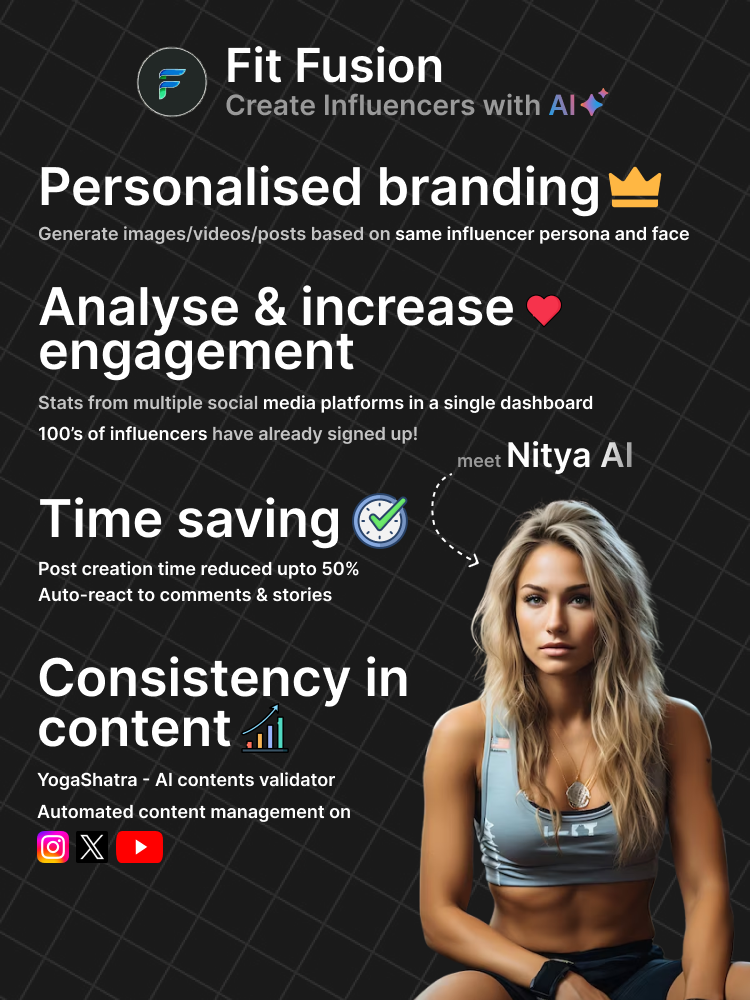 Fit Fusion
Create Influencers with AI
Personalised branding
Generate images/videos/posts based on same influencer persona and face
Analyse & increase
engagement
Stats from multiple social media platforms in a single dashboard
100’s of influencers have already signed up!
meet Nitya AI
Time saving
Post creation time reduced upto 50%
Auto-react to comments & stories
Consistency in
content
YogaShatra - AI contents validator
Automated content management on